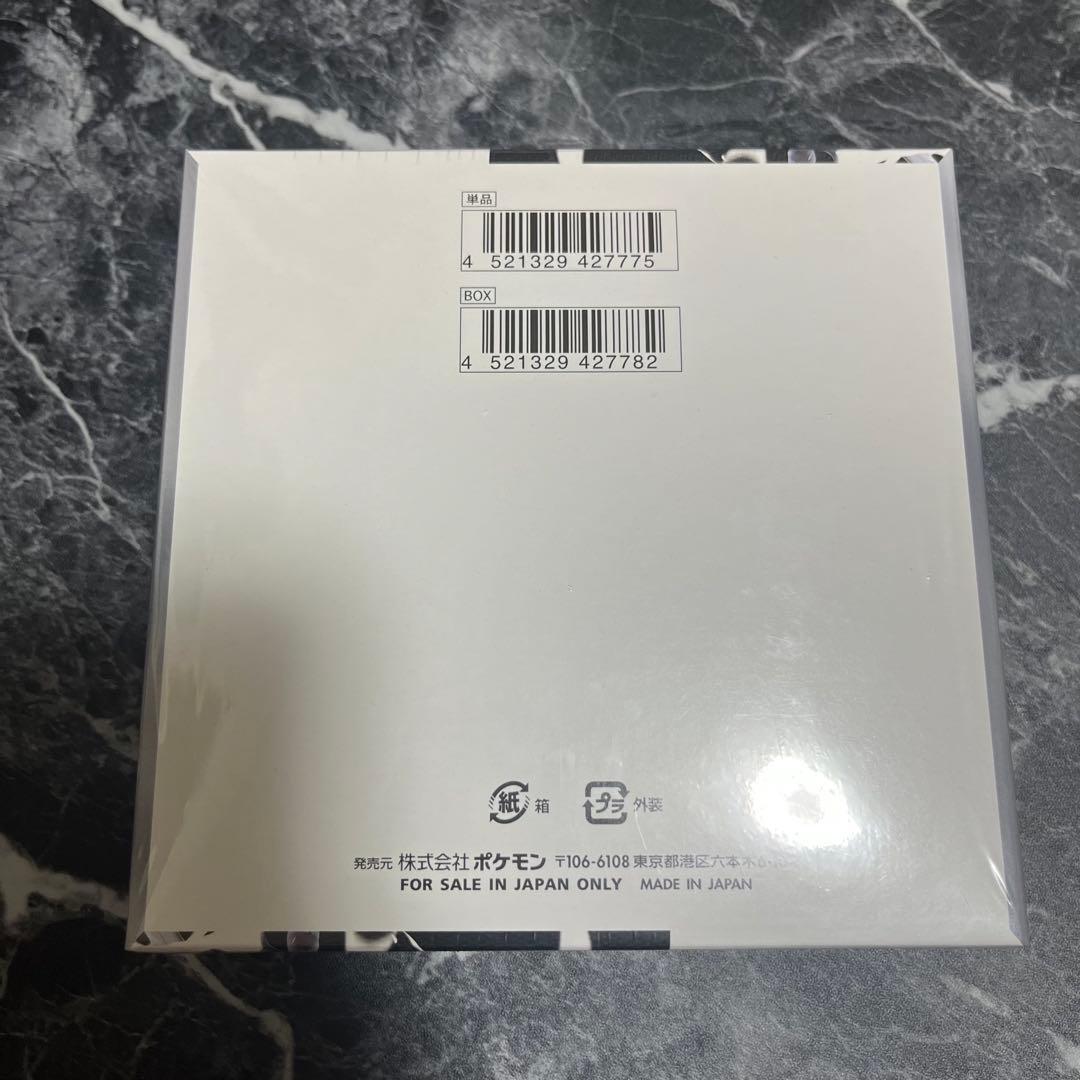 単品
4 521329 427775
BOX
4 521329 427782
紙 箱
プラ 外装
発売元 株式会社 ポケモン 〒106-6108 東京都港区六本木6-10
FOR SALE IN JAPAN ONLY MADE IN JAPAN